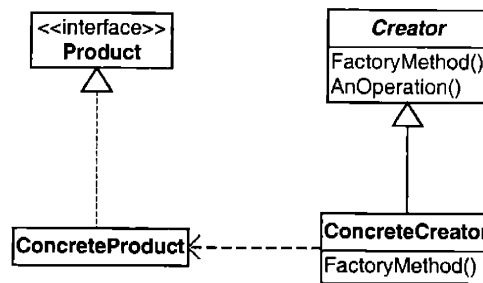 <<interface>>
Product
Creator
FactoryMethod()
AnOperation()
ConcreteProduct
ConcreteCreator
FactoryMethod()